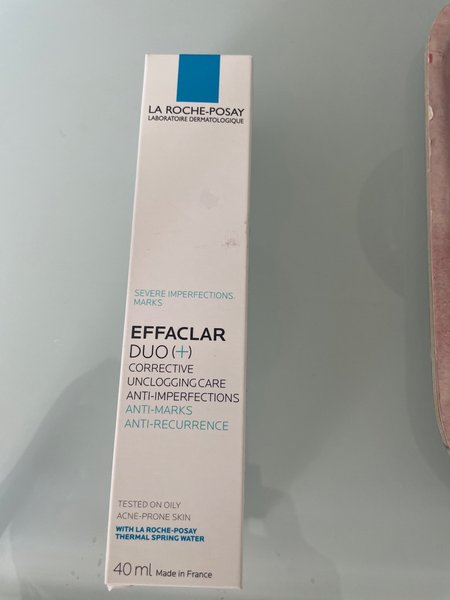 LA ROCHE-POSAY
LABORATOIRE DERMATOLOGIQUE
SEVERE IMPERFECTIONS.
MARKS
EFFACLAR
DUO (+)
CORRECTIVE
UNCLOGGING CARE
ANTI-IMPERFECTIONS
ANTI-MARKS
ANTI-RECURRENCE
TESTED ON OILY
ACNE-PRONE SKIN
WITH LA ROCHE-POSAY
THERMAL SPRING WATER
40 ml Made in France